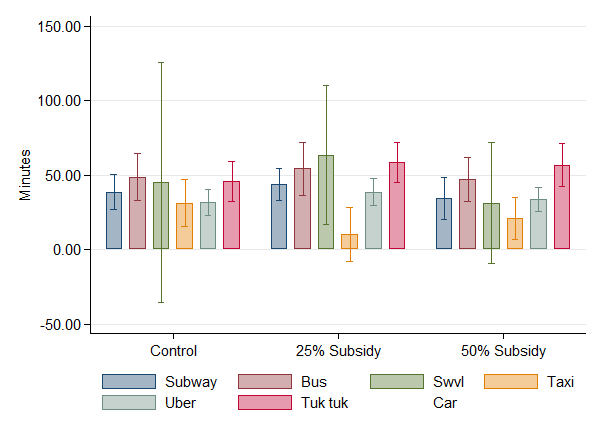 150.00
100.00
50.00
0.00
-50.00
Minutes
Control 25% Subsidy 50% Subsidy
Subway Bus Swvl Taxi
Uber Tuk tuk Car